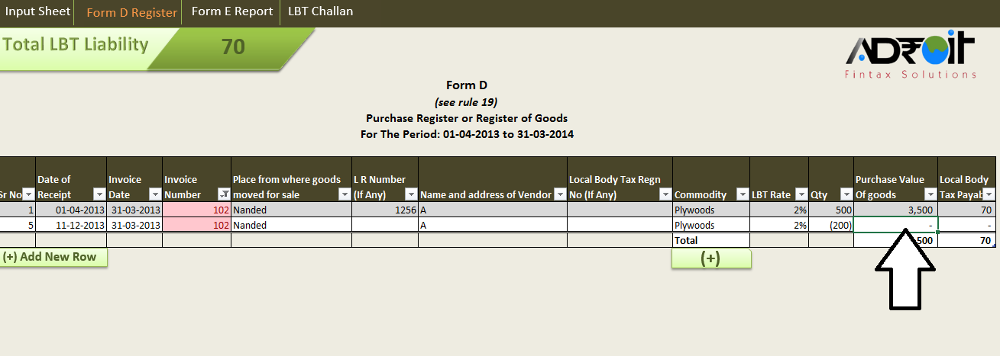 Input Sheet Form D Register Form E Report LBT Challan
Total LBT Liability 70
ADROIT
Fintax Solutions
Form D
(see rule 19)
Purchase Register or Register of Goods
For The Period: 01-04-2013 to 31-03-2014
Sr No Date of Receipt Invoice Date Invoice Number Place from where goods moved for sale L R Number (If Any) Name and address of Vendor Local Body Tax Regn No (If Any) Commodity LBT Rate Qty Purchase Value Of goods Local Body Tax Payab
1 01-04-2013 31-03-2013 102 Nanded 1256 A Plywoods 2% 500 3,500 70
5 11-12-2013 31-03-2013 102 Nanded A Plywoods 2% (200) - -
Total 500 70
(+) Add New Row (+)